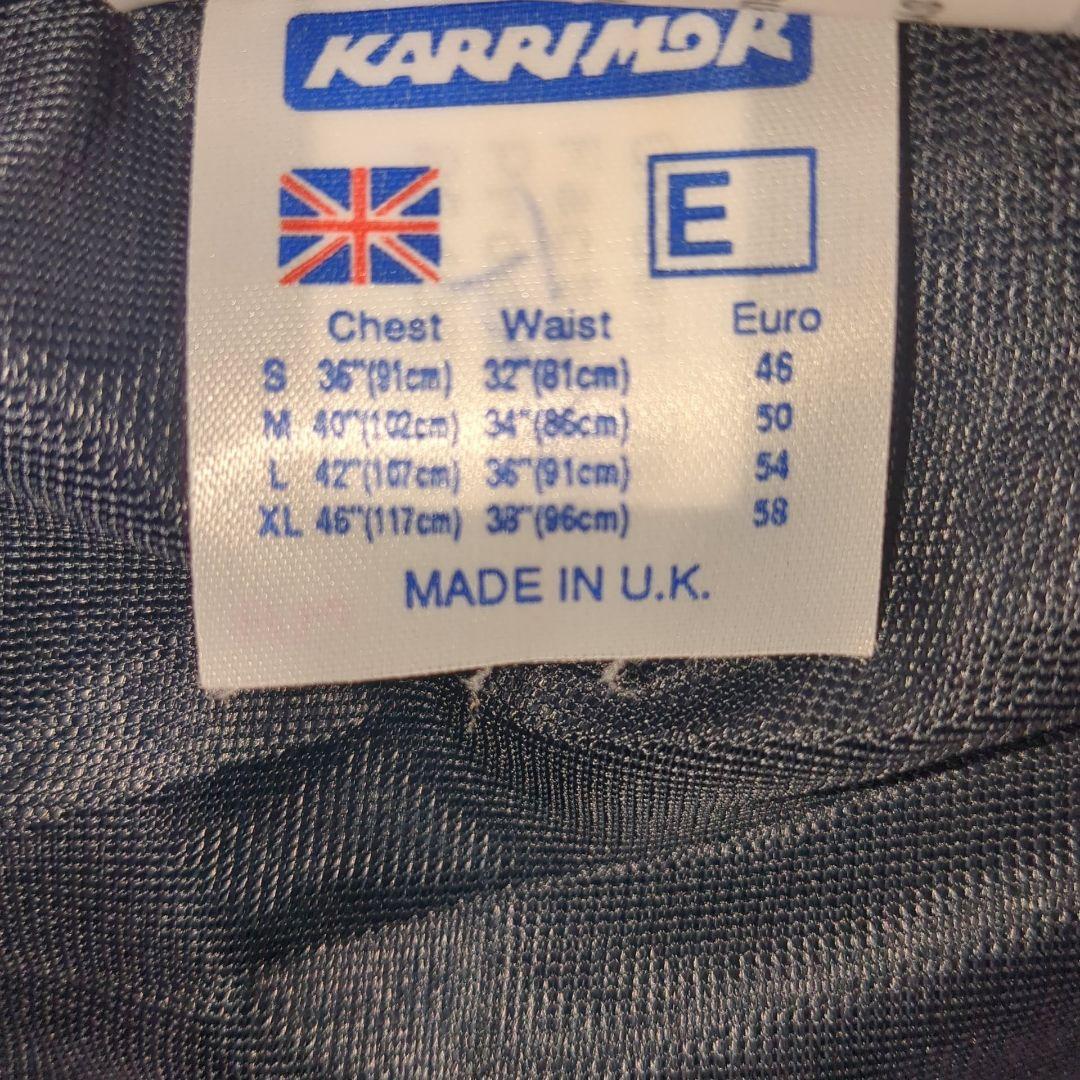 KARRIMOR
E
Chest Waist Euro
S 36"(91cm) 32"(81cm) 46
M 40"(102cm) 34"(86cm) 50
L 42"(107cm) 36"(91cm) 54
XL 46"(117cm) 38"(96cm) 58
MADE IN U.K.